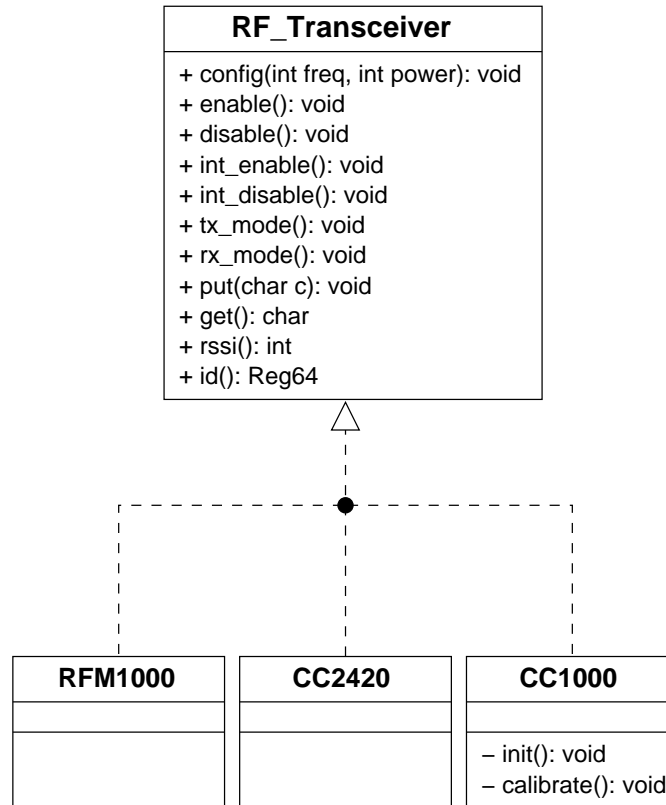 RF_Transceiver
+ config(int freq, int power): void
+ enable(): void
+ disable(): void
+ int_enable(): void
+ int_disable(): void
+ tx_mode(): void
+ rx_mode(): void
+ put(char c): void
+ get(): char
+ rssi(): int
+ id(): Reg64
RFM1000
CC2420
CC1000
– init(): void
– calibrate(): void